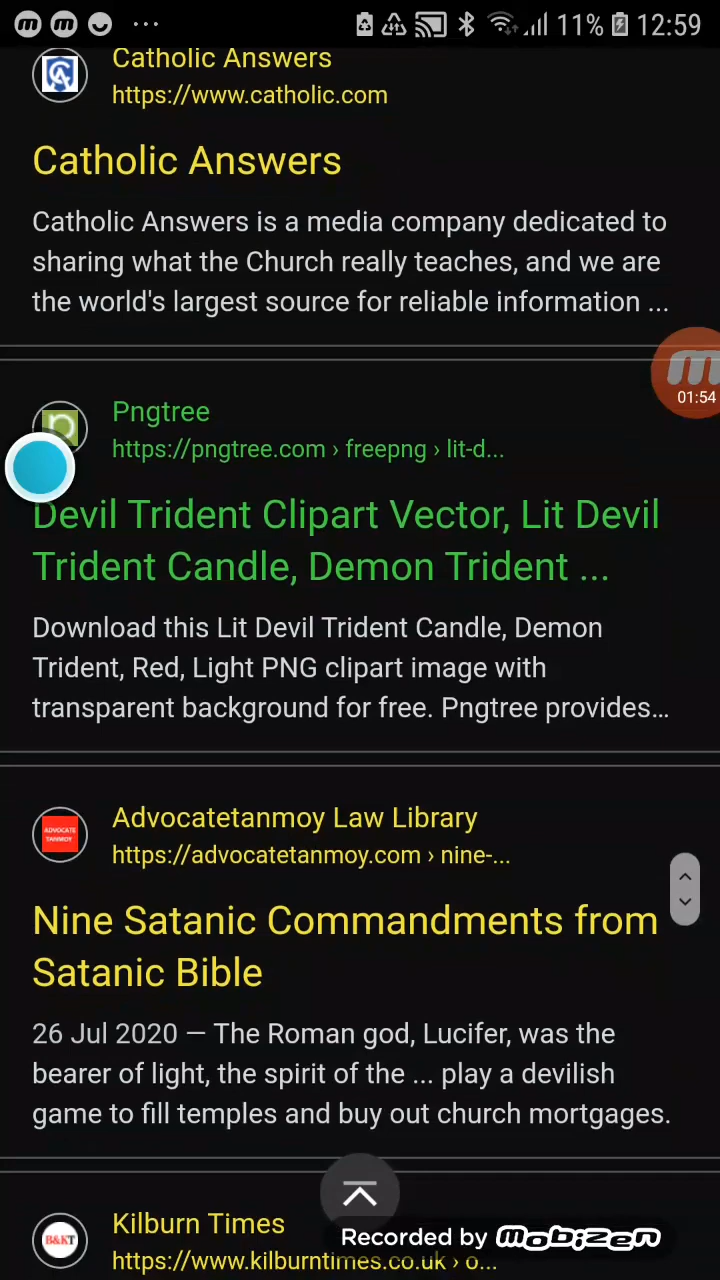 11% 12:59
Catholic Answers
https://www.catholic.com
Catholic Answers
Catholic Answers is a media company dedicated to
sharing what the Church really teaches, and we are
the world's largest source for reliable information ...
01:54
Pngtree
https://pngtree.com › freepng › lit-d...
Devil Trident Clipart Vector, Lit Devil
Trident Candle, Demon Trident ...
Download this Lit Devil Trident Candle, Demon
Trident, Red, Light PNG clipart image with
transparent background for free. Pngtree provides...
ADVOCATE
TANMOY
Advocatetanmoy Law Library
https://advocatetanmoy.com › nine-...
Nine Satanic Commandments from
Satanic Bible
26 Jul 2020 — The Roman god, Lucifer, was the
bearer of light, the spirit of the ... play a devilish
game to fill temples and buy out church mortgages.
B&KT
Kilburn Times
https://www.kilburntimes.co.uk › o...
Recorded by mobizen